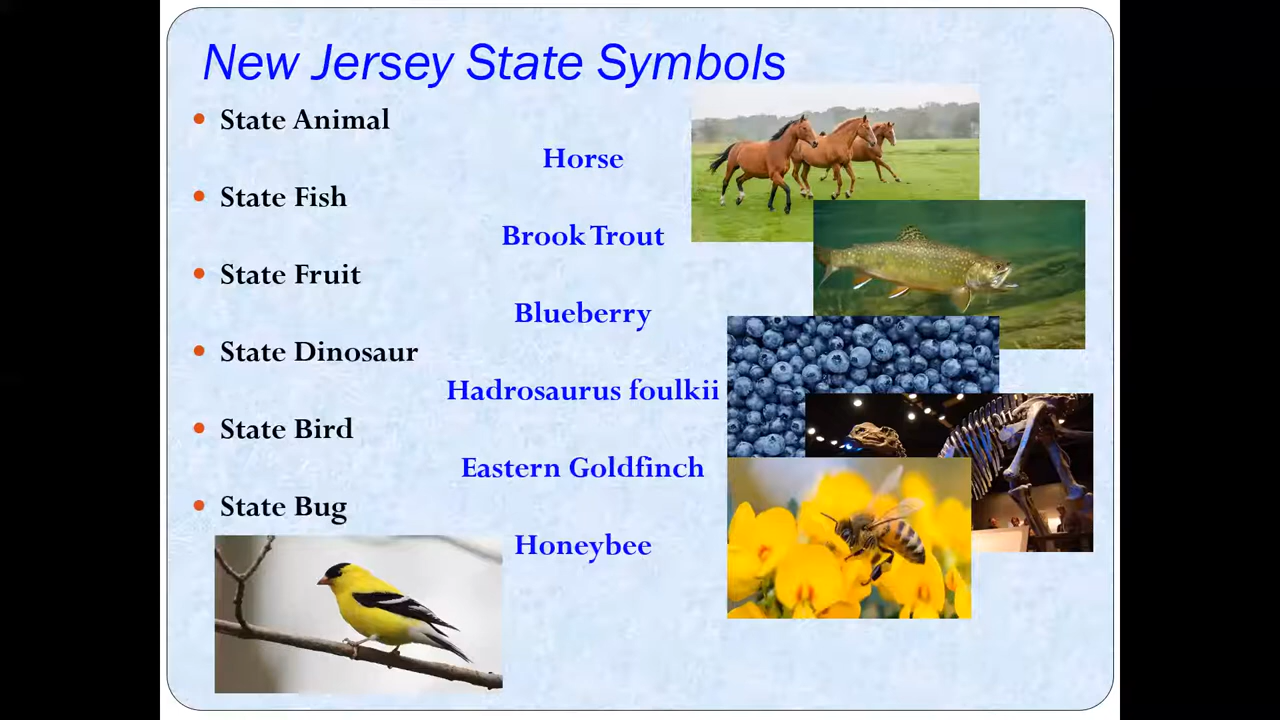 New Jersey State Symbols
State Animal
Horse
State Fish
Brook Trout
State Fruit
Blueberry
State Dinosaur
Hadrosaurus foulkii
State Bird
Eastern Goldfinch
State Bug
Honeybee